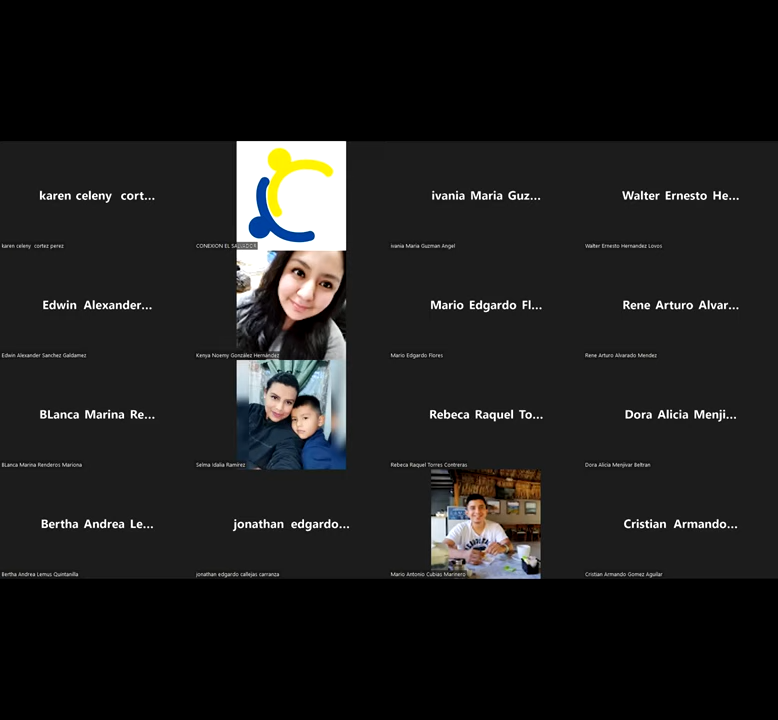 karen celeny cort...
ivania Maria Guz...
Walter Ernesto He...
karen celeny cortez perez
CONEXION EL SALVADOR
ivania Maria Guzman Angel
Walter Ernesto Hernandez Lovos
Edwin Alexander...
Mario Edgardo Fl...
Rene Arturo Alvar...
Edwin Alexander Sanchez Galdamez
Kenya Noemy González Hernández
Mario Edgardo Flores
Rene Arturo Alvarado Mendez
BLanca Marina Re...
Rebeca Raquel To...
Dora Alicia Menji...
BLanca Marina Renderos Mariona
Selma Idalia Ramírez
Rebeca Raquel Torres Contreras
Dora Alicia Menjivar Beltran
Bertha Andrea Le...
jonathan edgardo...
Cristian Armando...
Bertha Andrea Lemus Quintanilla
jonathan edgardo callejas carranza
Mario Antonio Cubias Marinero
Cristian Armando Gomez Aguilar